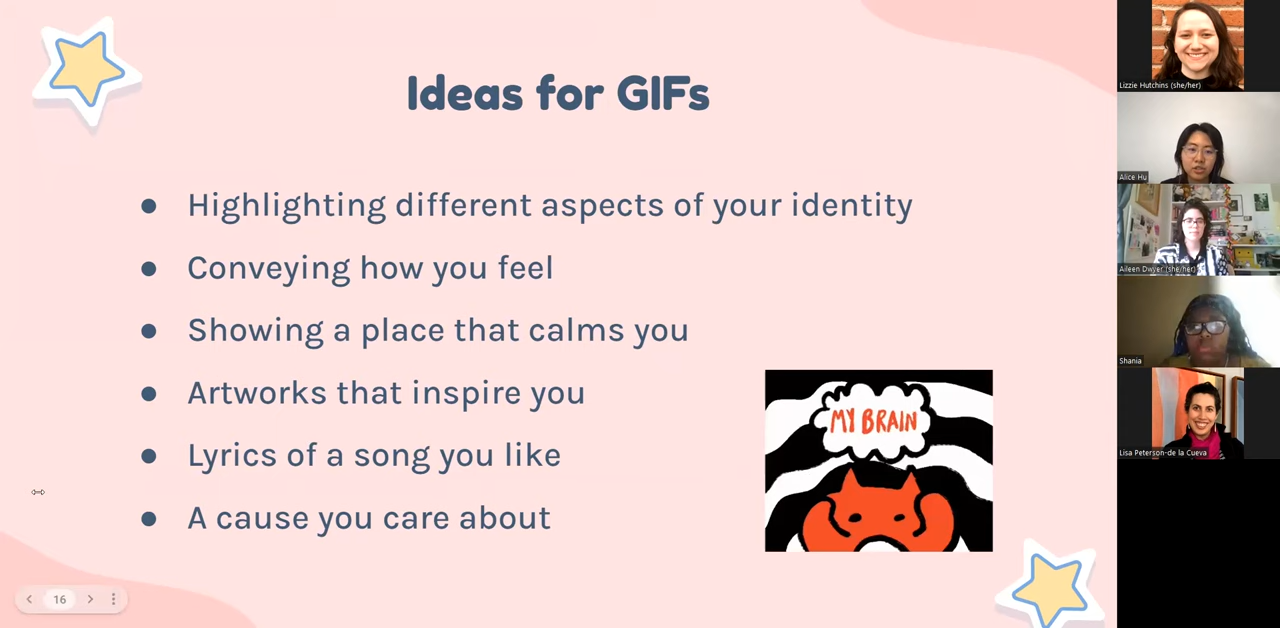 Ideas for GIFs
Highlighting different aspects of your identity
Conveying how you feel
Showing a place that calms you
Artworks that inspire you
Lyrics of a song you like
A cause you care about
MY BRAIN
16
Lizzie Hutchins (she/her)
Alice Hu
Aileen Dwyer (she/her)
Shania
Lisa Peterson-de la Cueva